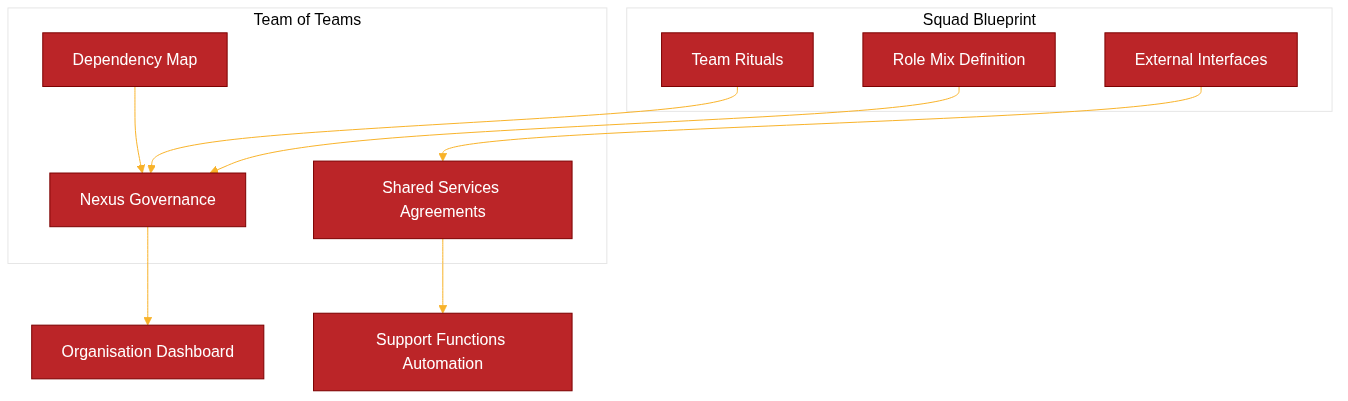 Team of Teams
Squad Blueprint
Dependency Map
Team Rituals
Role Mix Definition
External Interfaces
Nexus Governance
Shared Services
Agreements
Organisation Dashboard
Support Functions
Automation